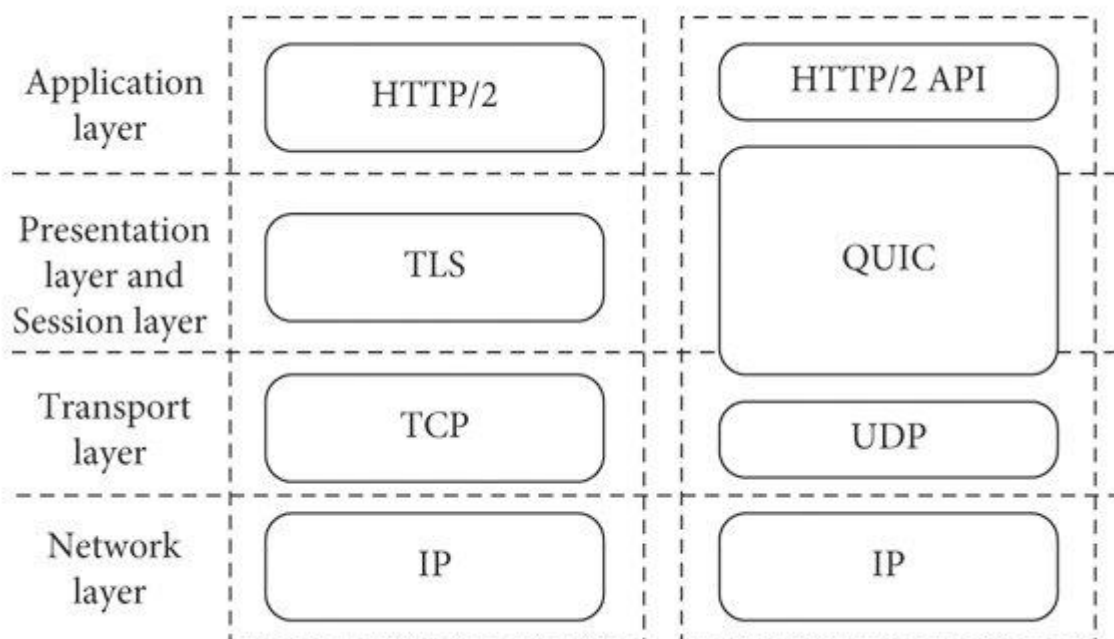 Application
layer
HTTP/2
HTTP/2 API
Presentation
layer and
Session layer
TLS
QUIC
Transport
layer
TCP
UDP
Network
layer
IP
IP